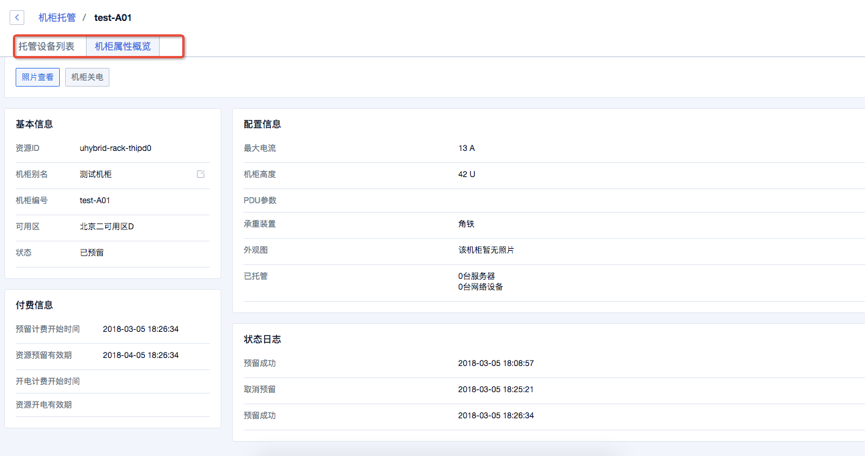 机柜托管 / test-A01
托管设备列表 机柜属性概览
照片查看 机柜关电
基本信息
资源ID uhybrid-rack-thipd0
机柜别名 测试机柜
机柜编号 test-A01
可用区 北京二可用区D
状态 已预留
付费信息
预留计费开始时间 2018-03-05 18:26:34
资源预留有效期 2018-04-05 18:26:34
开电计费开始时间
资源开电有效期
配置信息
最大电流 13 A
机柜高度 42 U
PDU参数
承重装置 角铁
外观图 该机柜暂无照片
已托管 0台服务器
0台网络设备
状态日志
预留成功 2018-03-05 18:08:57
取消预留 2018-03-05 18:25:21
预留成功 2018-03-05 18:26:34